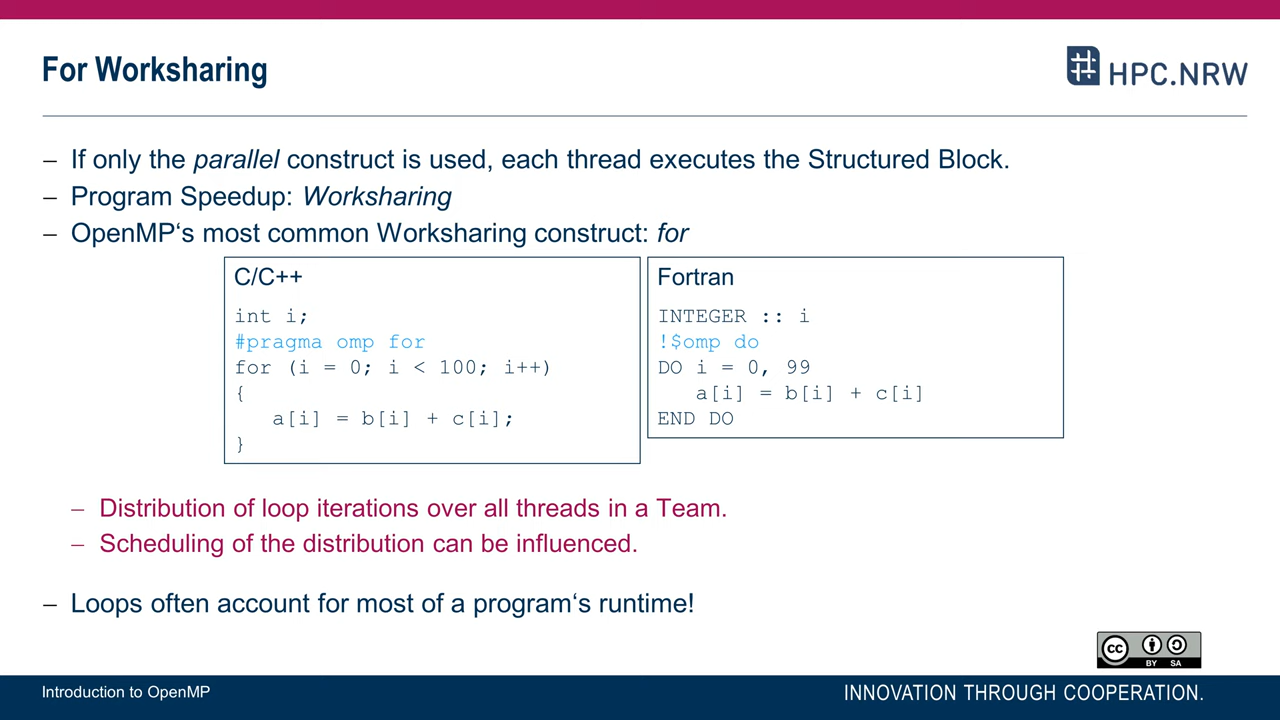 For Worksharing
HPC.NRW
– If only the parallel construct is used, each thread executes the Structured Block.
– Program Speedup: Worksharing
– OpenMP‘s most common Worksharing construct: for
C/C++
int i;
#pragma omp for
for (i = 0; i < 100; i++)
{
a[i] = b[i] + c[i];
}
Fortran
INTEGER :: i
!$omp do
DO i = 0, 99
a[i] = b[i] + c[i]
END DO
– Distribution of loop iterations over all threads in a Team.
– Scheduling of the distribution can be influenced.
– Loops often account for most of a program‘s runtime!
cc
BY SA
Introduction to OpenMP
INNOVATION THROUGH COOPERATION.